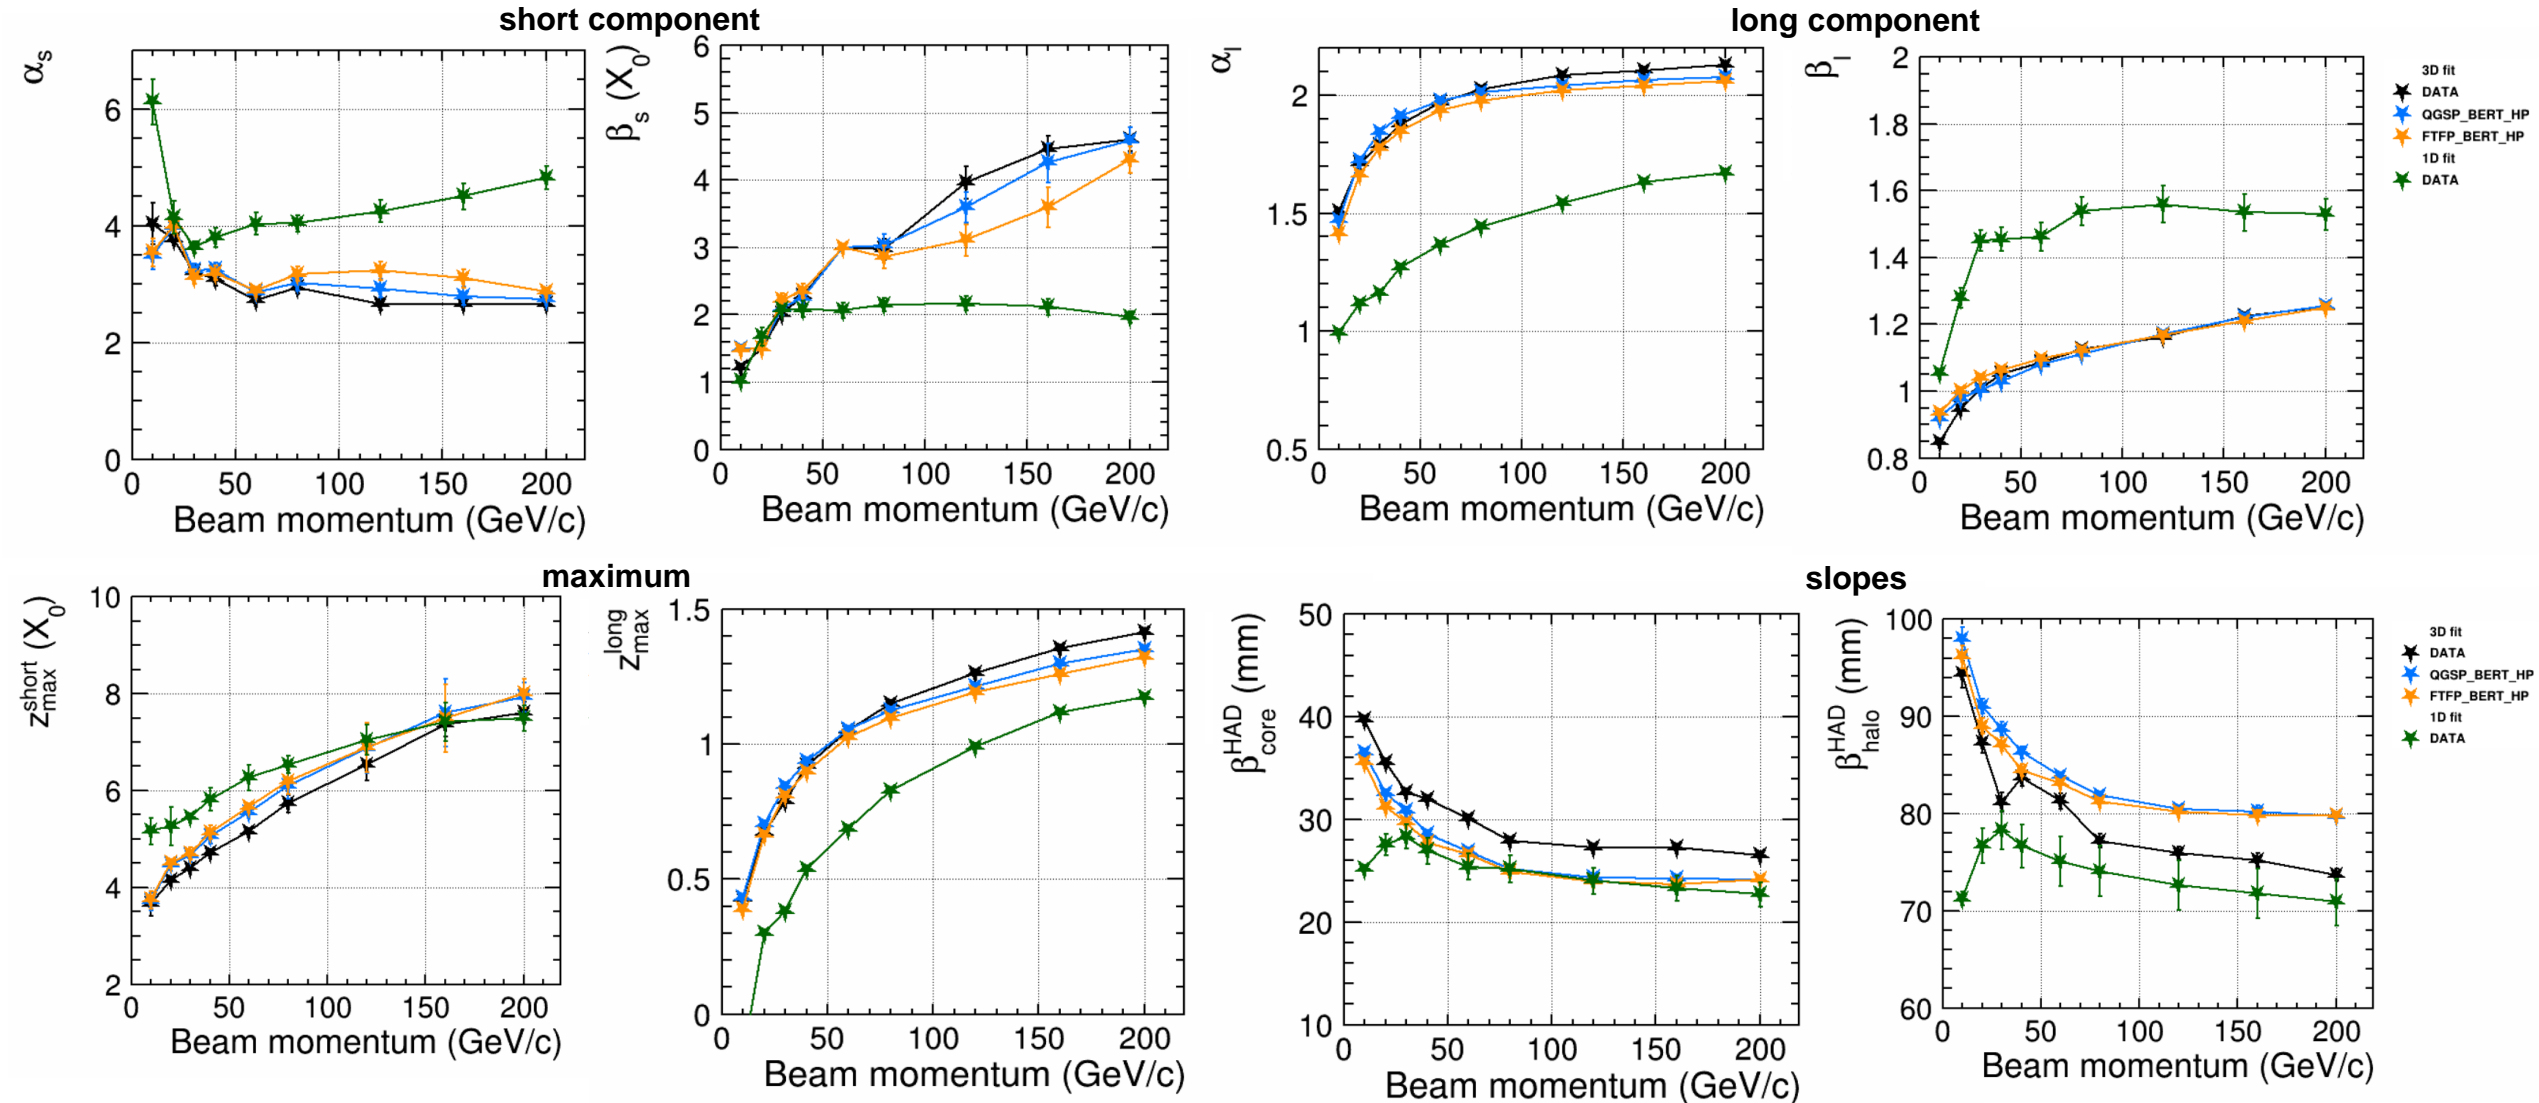 short component
long component
α_s
6
4
2
0
0 50 100 150 200
Beam momentum (GeV/c)
β_s (X_0)
6
5
4
3
2
1
0
0 50 100 150 200
Beam momentum (GeV/c)
α_l
2
1.5
1
0.5
0 50 100 150 200
Beam momentum (GeV/c)
β_l
2
1.8
1.6
1.4
1.2
1
0.8
0 50 100 150 200
Beam momentum (GeV/c)
3D fit
DATA
QGSP_BERT_HP
FTFP_BERT_HP
1D fit
DATA
maximum
slopes
z_max^short (X_0)
10
8
6
4
2
0 50 100 150 200
Beam momentum (GeV/c)
z_max^long
1.5
1
0.5
0
0 50 100 150 200
Beam momentum (GeV/c)
β_core^HAD (mm)
50
40
30
20
10
0 50 100 150 200
Beam momentum (GeV/c)
β_halo^HAD (mm)
100
90
80
70
60
0 50 100 150 200
Beam momentum (GeV/c)
3D fit
DATA
QGSP_BERT_HP
FTFP_BERT_HP
1D fit
DATA